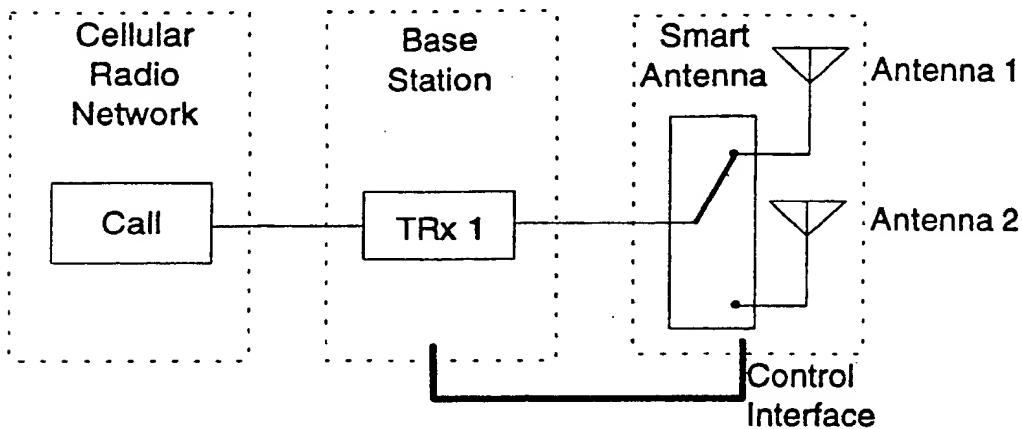 Cellular
Radio
Network
Base
Station
Smart
Antenna
Antenna 1
Call
TRx 1
Antenna 2
Control
Interface